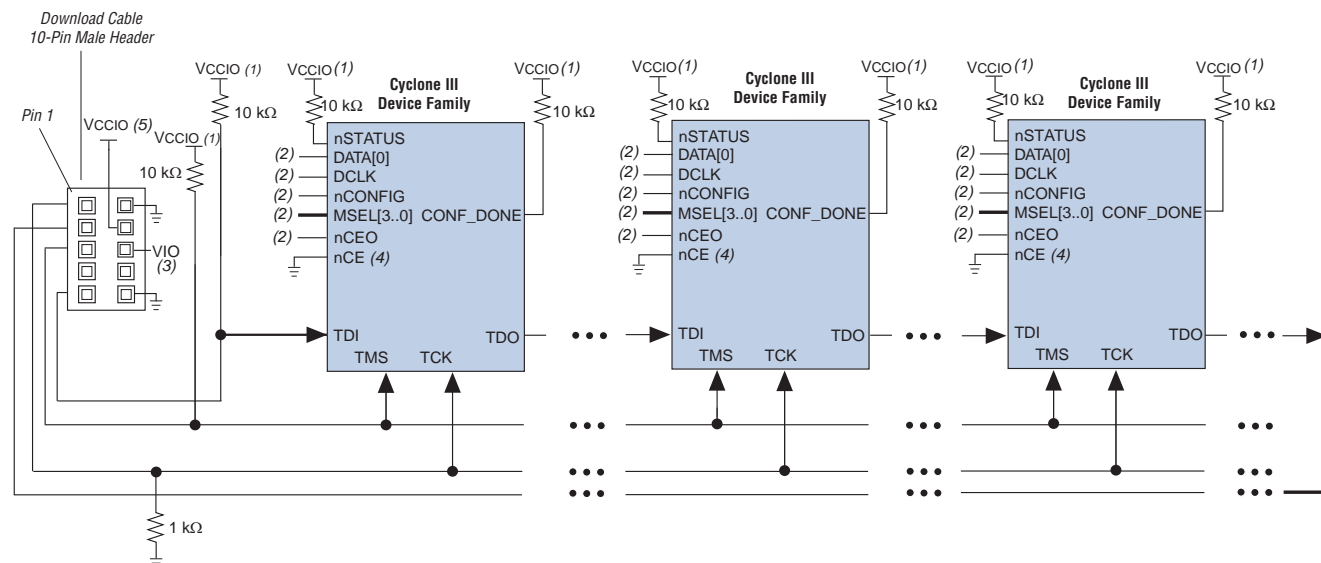 Download Cable
10-Pin Male Header
Pin 1
VCCIO (5)
VCCIO (1)
10 kΩ
VCCIO (1)
10 kΩ
VIO
(3)
1 kΩ
VCCIO (1)
10 kΩ
Cyclone III
Device Family
VCCIO (1)
10 kΩ
nSTATUS
(2) DATA[0]
(2) DCLK
(2) nCONFIG
(2) MSEL[3..0] CONF_DONE
(2) nCEO
nCE (4)
TDI TDO
TMS TCK
VCCIO (1)
10 kΩ
Cyclone III
Device Family
VCCIO (1)
10 kΩ
nSTATUS
(2) DATA[0]
(2) DCLK
(2) nCONFIG
(2) MSEL[3..0] CONF_DONE
(2) nCEO
nCE (4)
TDI TDO
TMS TCK
VCCIO (1)
10 kΩ
Cyclone III
Device Family
VCCIO (1)
10 kΩ
nSTATUS
(2) DATA[0]
(2) DCLK
(2) nCONFIG
(2) MSEL[3..0] CONF_DONE
(2) nCEO
nCE (4)
TDI TDO
TMS TCK